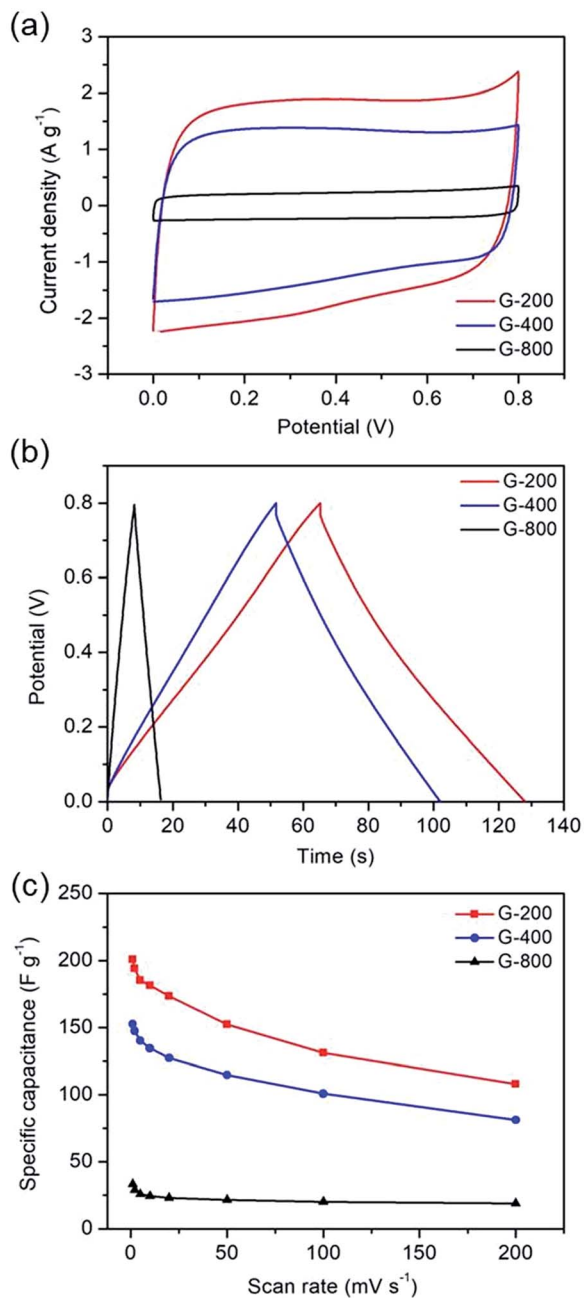 (a)
3
2
1
0
-1
-2
-3
Current density (A g⁻¹)
G-200
G-400
G-800
0.0 0.2 0.4 0.6 0.8
Potential (V)
(b)
1.0
0.8
0.6
0.4
0.2
0.0
Potential (V)
G-200
G-400
G-800
0 20 40 60 80 100 120 140
Time (s)
(c)
250
200
150
100
50
0
Specific capacitance (F g⁻¹)
G-200
G-400
G-800
0 50 100 150 200
Scan rate (mV s⁻¹)